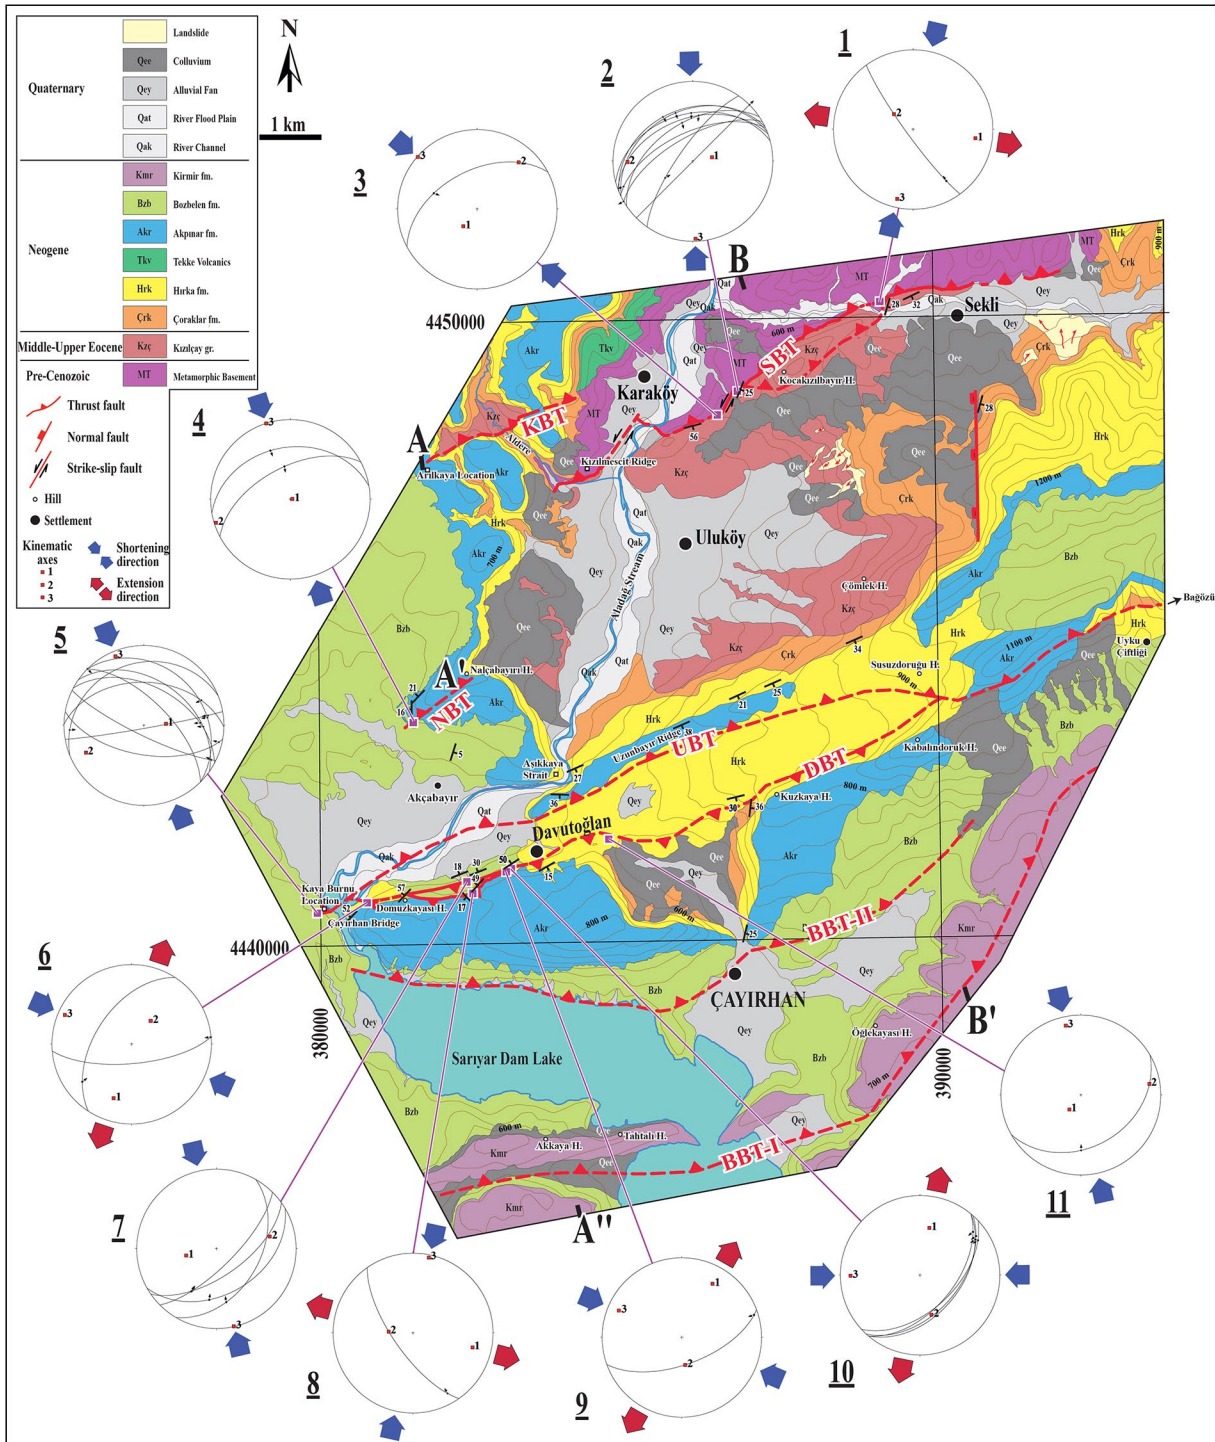 Quaternary
Landslide
Qee Colluvium
Qey Alluvial Fan
Qat River Flood Plain
Qak River Channel
Neogene
Kmr Kirmir fm.
Bzb Bozbelen fm.
Akr Akpınar fm.
Tkv Tekke Volcanics
Hrk Hırka fm.
Çrk Çoraklar fm.
Middle-Upper Eocene
Kzç Kızılçay gr.
Pre-Cenozoic
MT Metamorphic Basement
Thrust fault
Normal fault
Strike-slip fault
Hill
Settlement
Kinematic
axes
1
2
3
Shortening
direction
Extension
direction
N
1 km
1
2
3
4
5
6
7
8
9
10
11
4450000
4440000
380000
390000
A
A'
A''
B
B'
KBT
SBT
NBT
UBT
DBT
BBT-II
BBT-I
Sekli
Karaköy
Kocakızılbayır H.
Kızılmescit Ridge
Aldere
Arılkaya Location
Uluköy
Aladağ Stream
Çömlek H.
Nalçabayırı H.
Susuzdoruğu H.
Bağözü
Uyku
Çiftliği
Uzunbayır Ridge
Aşıkkaya
Strait
Akçabayır
Kabalındoruk H.
Kuzkaya H.
Davutoğlan
Kaya Burnu
Location
Çayırhan Bridge
Domuzkayası H.
ÇAYIRHAN
Öğlekayası H.
Sarıyar Dam Lake
Akkaya H.
Tahtalı H.
600 m
700 m
800 m
900 m
1100 m
1200 m